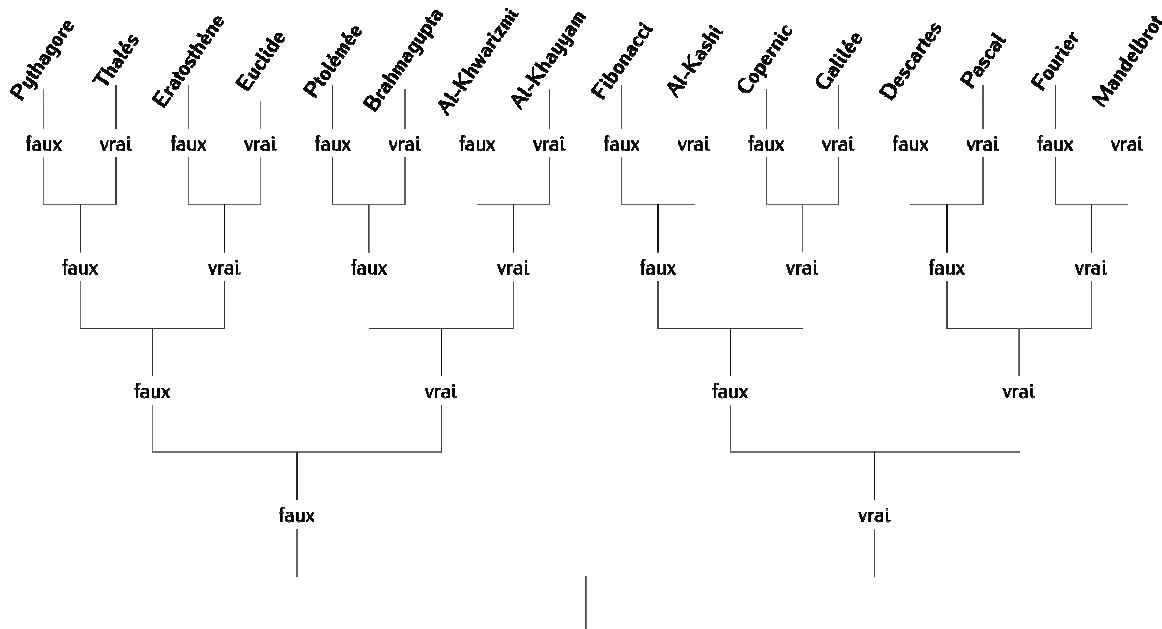 Pythagore Thalés Eratosthène Euclide Ptolémée Brahmagupta Al-Khwarizmi Al-Khayyam Fibonacci Al-Kashi Copernic Galilée Descartes Pascal Fourier Mandelbrot
faux vrai faux vrai faux vrai faux vrai faux vrai faux vrai faux vrai faux vrai
faux vrai faux vrai faux vrai faux vrai
faux vrai faux vrai
faux vrai